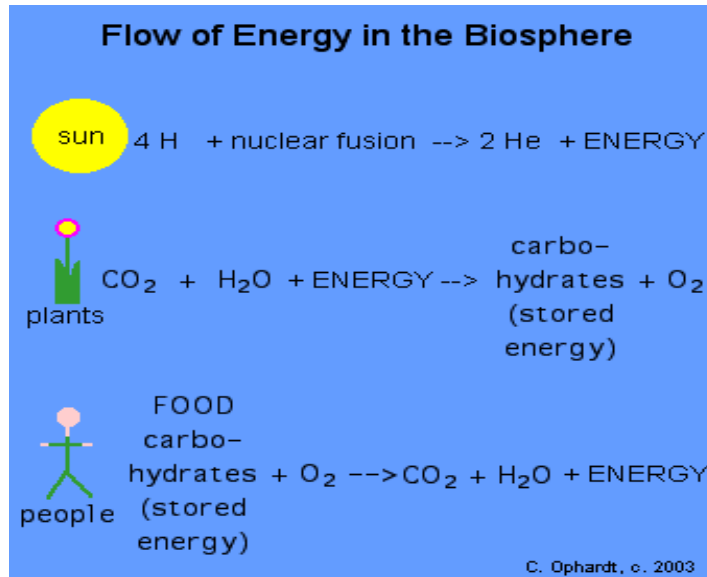 Flow of Energy in the Biosphere
sun 4 H + nuclear fusion --> 2 He + ENERGY
plants CO₂ + H₂O + ENERGY --> carbo-
hydrates + O₂
(stored
energy)
people FOOD
carbo-
hydrates + O₂ --> CO₂ + H₂O + ENERGY
(stored
energy)
C. Ophardt, c. 2003